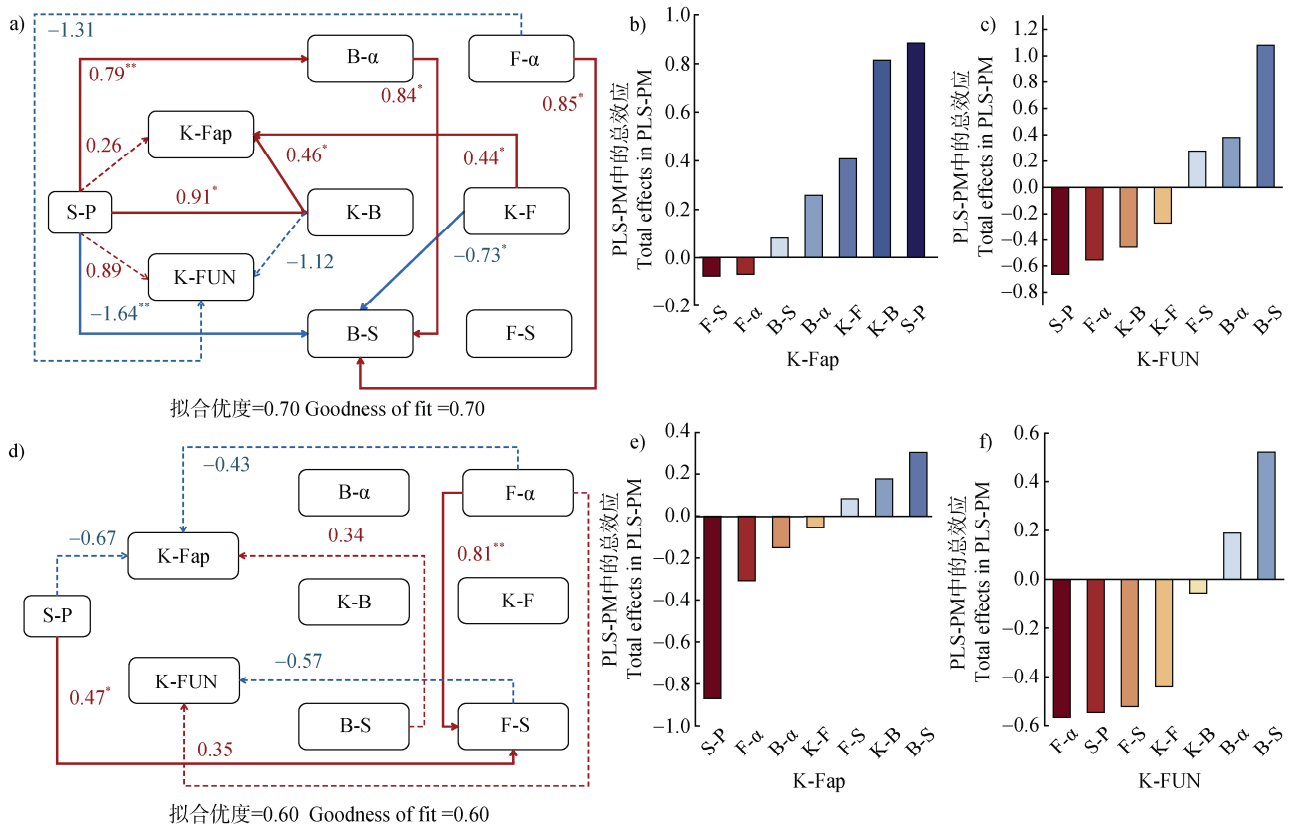 a)
−1.31
B-α
F-α
0.79**
0.84*
0.85*
K-Fap
0.26
0.46*
0.44*
S-P
0.91*
K-B
K-F
0.89
K-FUN
−1.12
−0.73*
−1.64**
B-S
F-S
拟合优度=0.70 Goodness of fit =0.70
b)
PLS-PM中的总效应
Total effects in PLS-PM
1.0
0.8
0.6
0.4
0.2
0.0
−0.2
F-S
F-α
B-S
B-α
K-F
K-B
S-P
K-Fap
c)
PLS-PM中的总效应
Total effects in PLS-PM
1.2
1.0
0.8
0.6
0.4
0.2
0.0
−0.2
−0.4
−0.6
−0.8
S-P
F-α
K-B
K-F
F-S
B-α
B-S
K-FUN
d)
−0.43
B-α
F-α
−0.67
K-Fap
0.34
0.81**
S-P
K-B
K-F
K-FUN
−0.57
0.47*
B-S
F-S
0.35
拟合优度=0.60 Goodness of fit =0.60
e)
PLS-PM中的总效应
Total effects in PLS-PM
0.4
0.2
0.0
−0.2
−0.4
−0.6
−0.8
−1.0
S-P
F-α
B-α
K-F
F-S
K-B
B-S
K-Fap
f)
PLS-PM中的总效应
Total effects in PLS-PM
0.6
0.4
0.2
0.0
−0.2
−0.4
−0.6
F-α
S-P
F-S
K-F
K-B
B-α
B-S
K-FUN